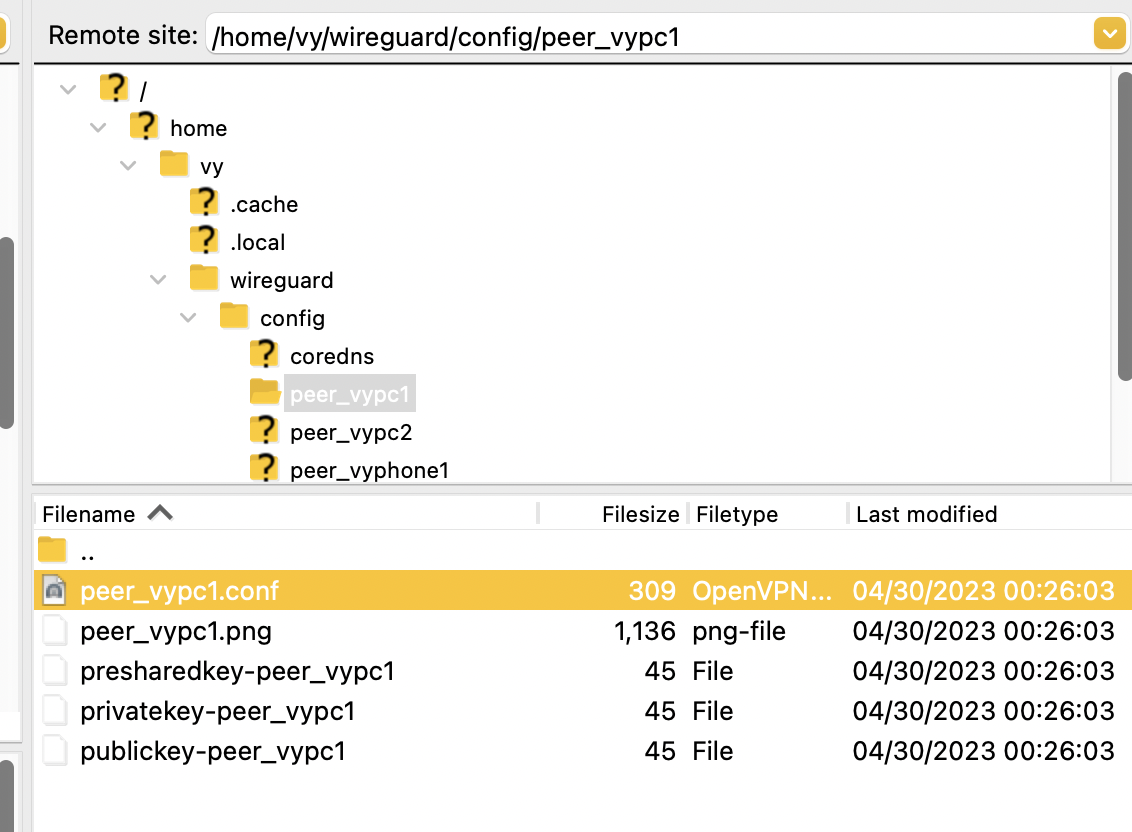 Remote site: /home/vy/wireguard/config/peer_vypc1
/
home
vy
.cache
.local
wireguard
config
coredns
peer_vypc1
peer_vypc2
peer_vyphone1
Filename Filesize Filetype Last modified
..
peer_vypc1.conf 309 OpenVPN... 04/30/2023 00:26:03
peer_vypc1.png 1,136 png-file 04/30/2023 00:26:03
presharedkey-peer_vypc1 45 File 04/30/2023 00:26:03
privatekey-peer_vypc1 45 File 04/30/2023 00:26:03
publickey-peer_vypc1 45 File 04/30/2023 00:26:03